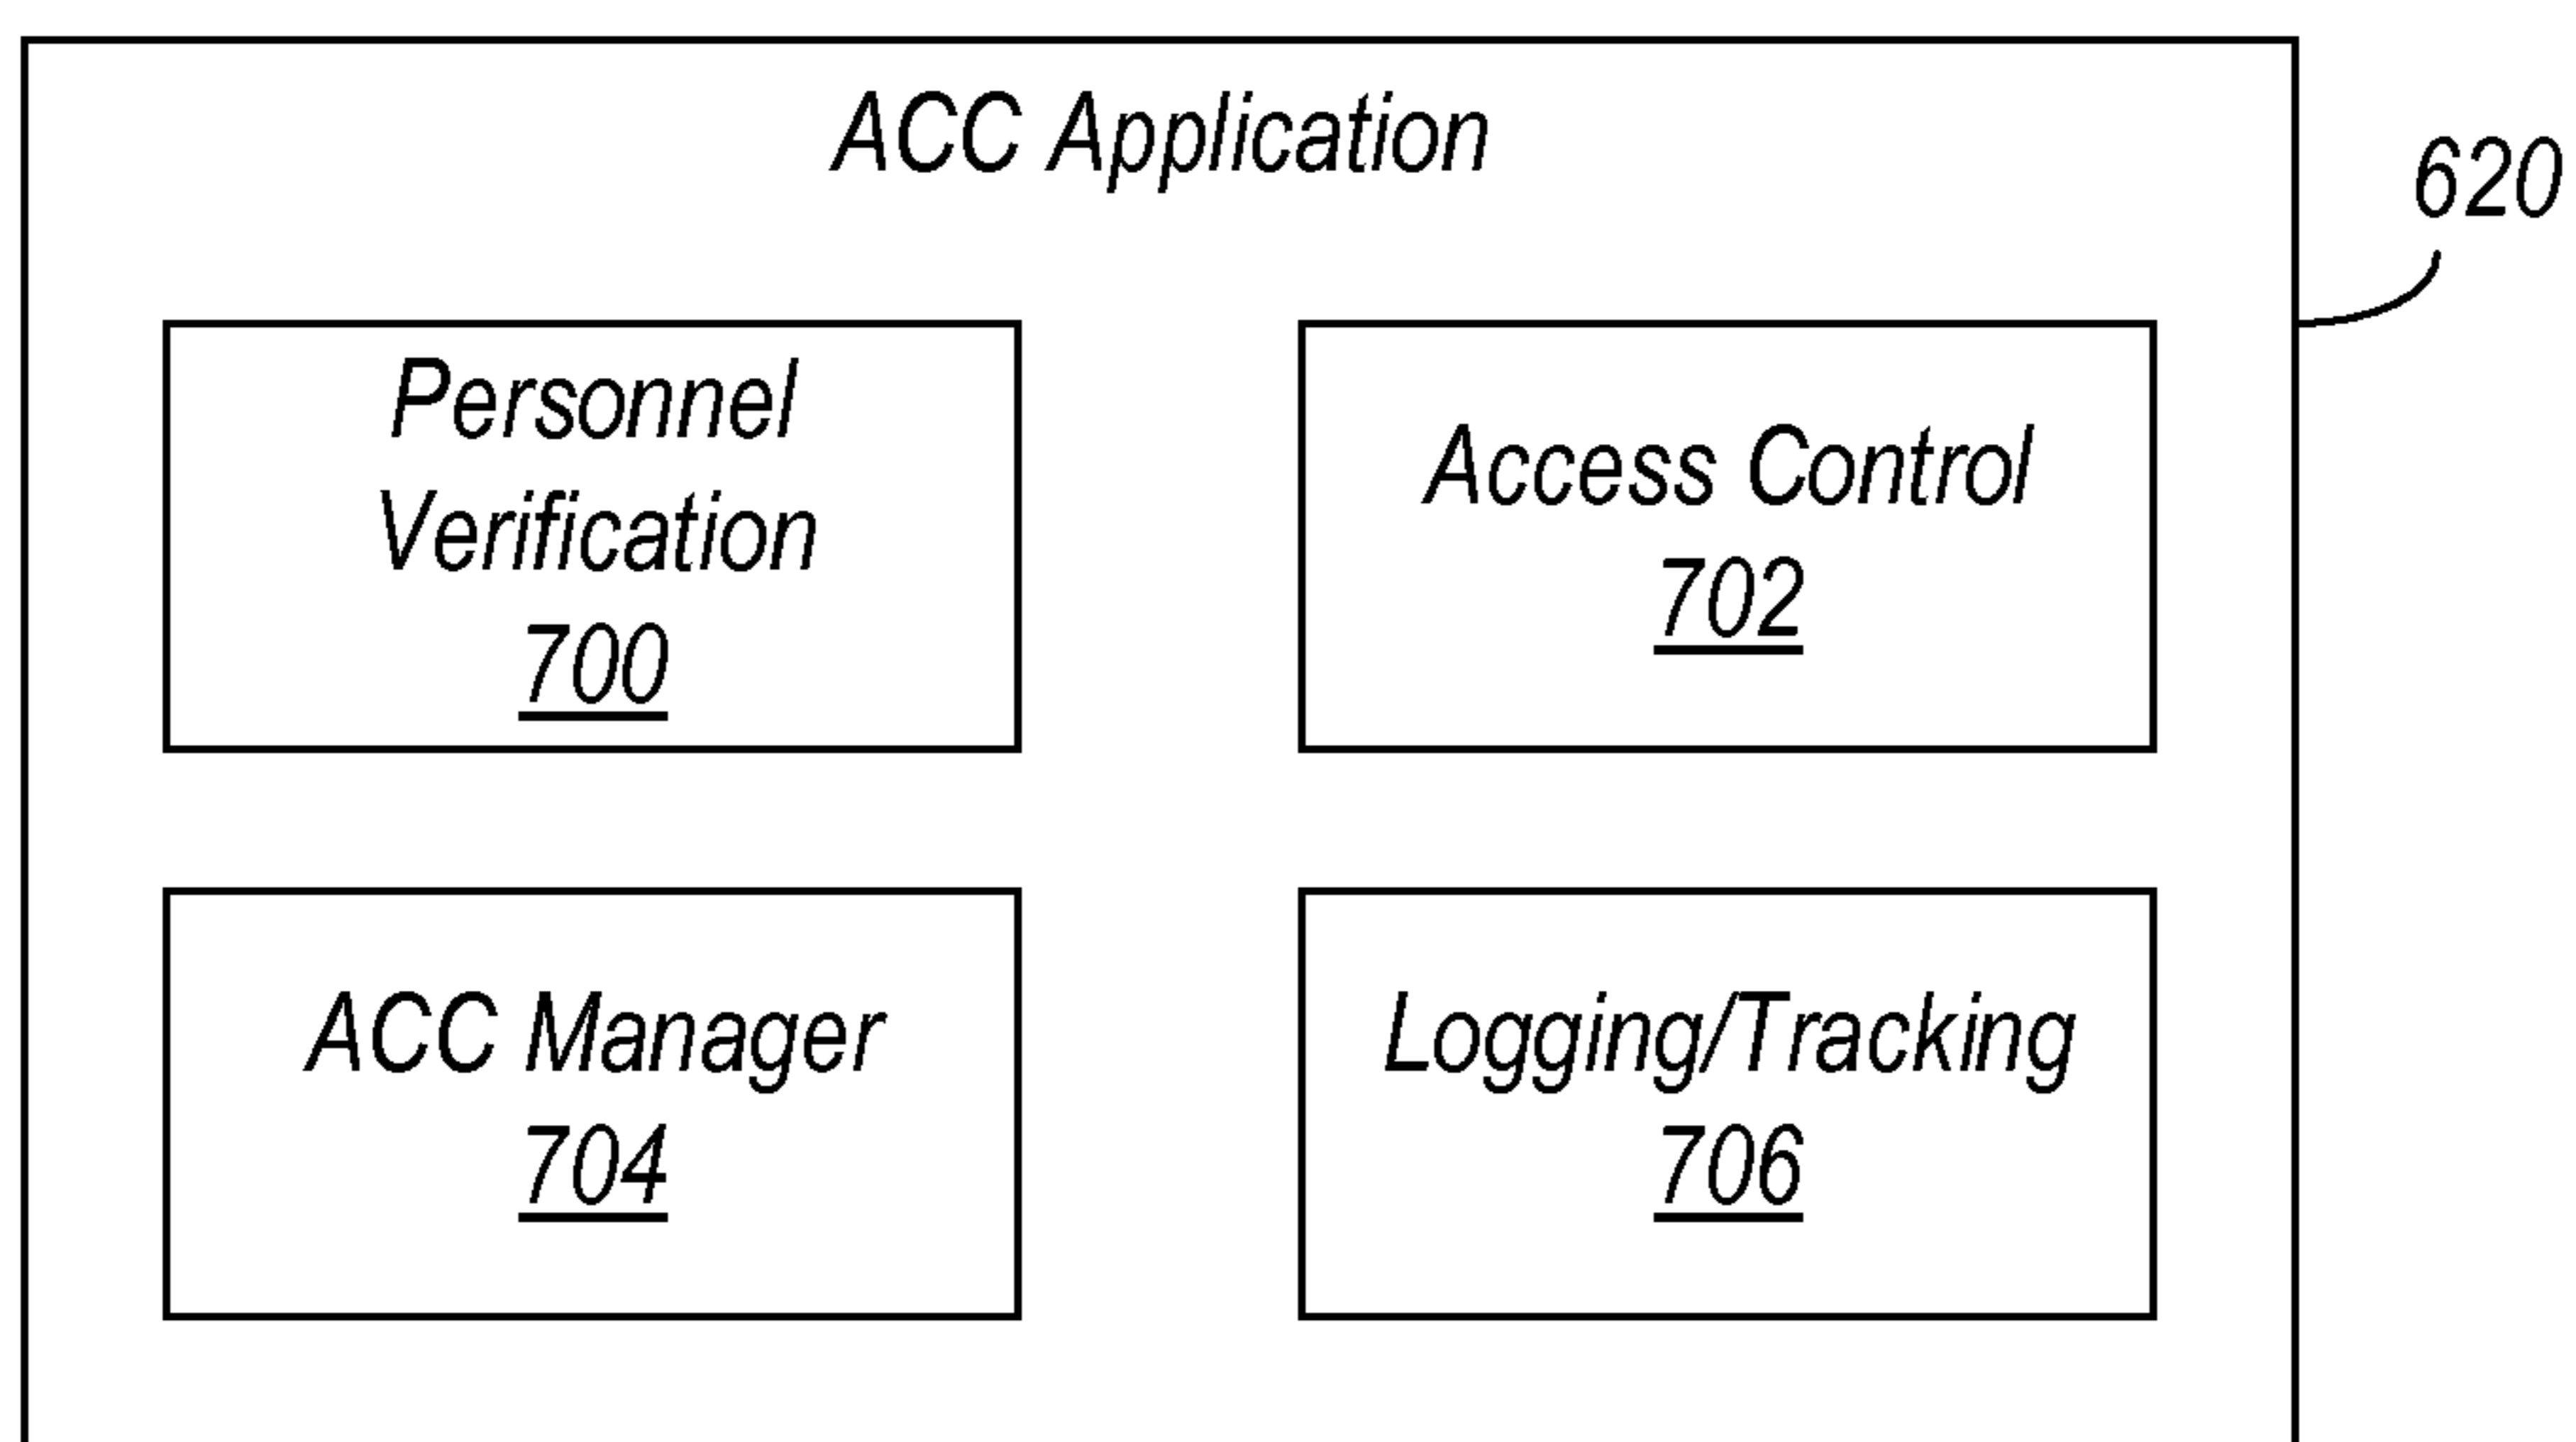 ACC Application
620
Personnel
Verification
700
Access Control
702
ACC Manager
704
Logging/Tracking
706